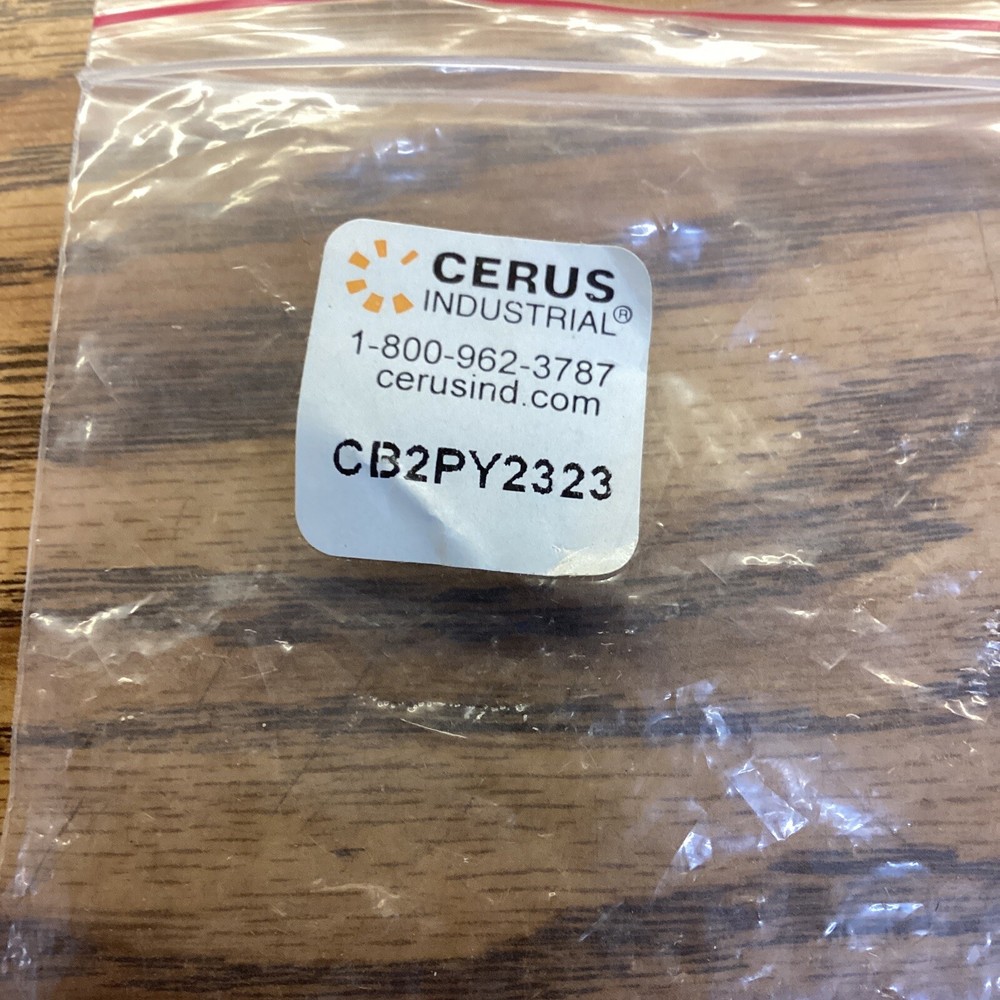 CERUS
INDUSTRIAL®
1-800-962-3787
cerusind.com
CB2PY2323